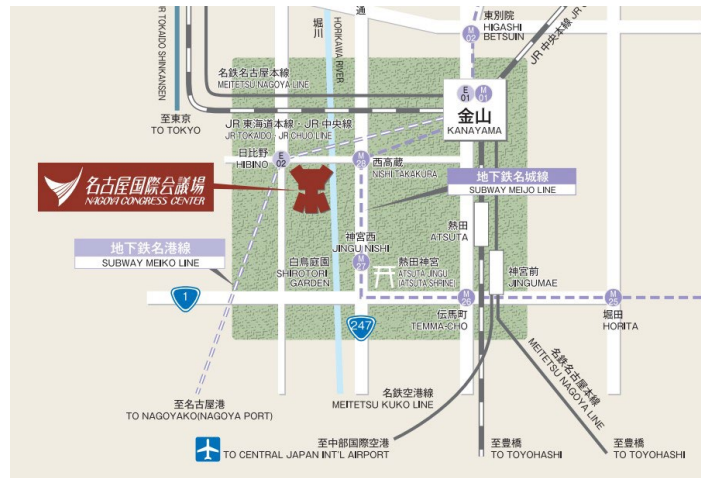 JR TOKAIDO SHINKANSEN
堀川
HORIKAWA RIVER
通
M
02
東別院
HIGASHI
BETSUIN
JR 中央本線 JR C
名鉄名古屋本線
MEITETSU NAGOYA LINE
E
01
M
01
金山
KANAYAMA
至東京
TO TOKYO
JR 東海道本線・JR 中央線
JR TOKAIDO・JR CHUO LINE
日比野
HIBINO
E
02
M
28
西高蔵
NISHI TAKAKURA
地下鉄名城線
SUBWAY MEIJO LINE
名古屋国際会議場
NAGOYA CONGRESS CENTER
熱田
ATSUTA
地下鉄名港線
SUBWAY MEIKO LINE
白鳥庭園
SHIROTORI
GARDEN
神宮西
JINGU NISHI
M
27
熱田神宮
ATSUTA JINGU
(ATSUTA SHRINE)
神宮前
JINGUMAE
1
247
M
26
伝馬町
TEMMA-CHO
M
25
堀田
HORITA
名鉄空港線
MEITETSU KUKO LINE
名鉄名古屋本線
MEITETSU NAGOYA LINE
至名古屋港
TO NAGOYAKO(NAGOYA PORT)
至中部国際空港
TO CENTRAL JAPAN INT'L AIRPORT
至豊橋
TO TOYOHASHI
至豊橋
TO TOYOHASHI